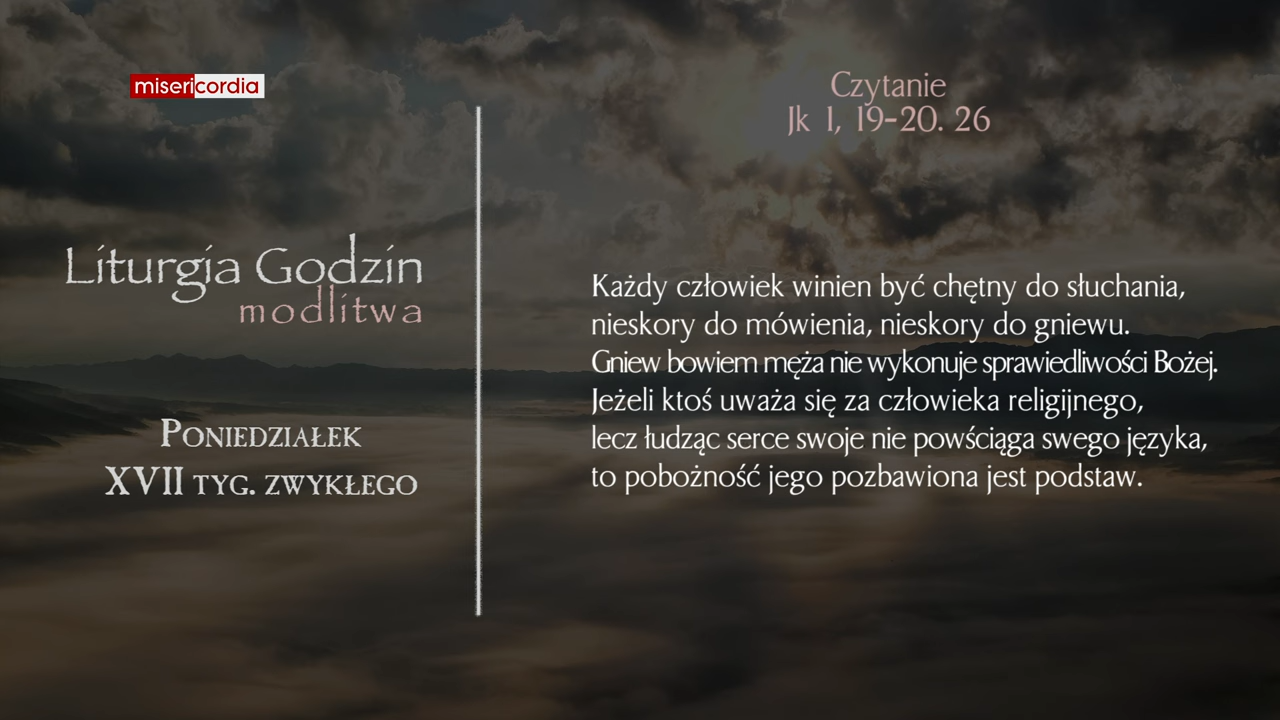 misericordia
Liturgia Godzin
modlitwa
Poniedziałek
XVII tyg. zwykłego
Czytanie
Jk 1, 19-20. 26
Każdy człowiek winien być chętny do słuchania,
nieskory do mówienia, nieskory do gniewu.
Gniew bowiem męża nie wykonuje sprawiedliwości Bożej.
Jeżeli ktoś uważa się za człowieka religijnego,
lecz łudząc serce swoje nie powściąga swego języka,
to pobożność jego pozbawiona jest podstaw.